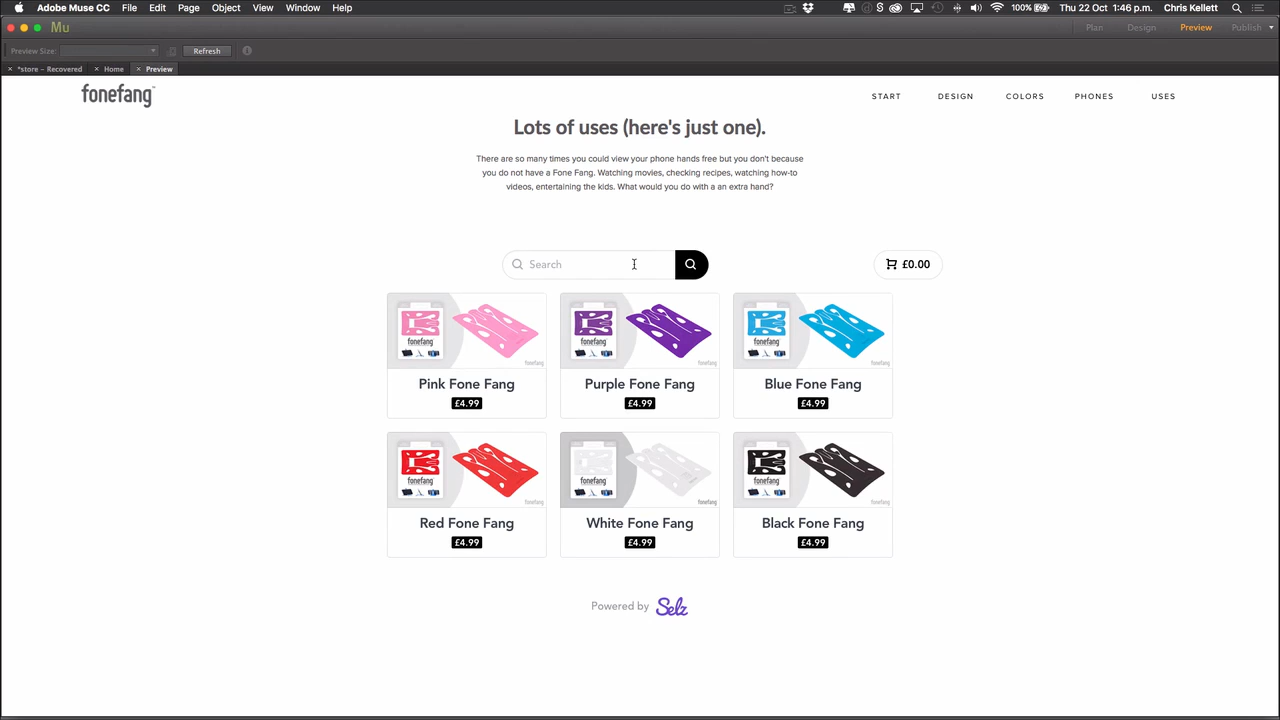 Adobe Muse CC File Edit Page Object View Window Help 100% Thu 22 Oct 1:46 p.m. Chris Kellett
Mu Plan Design Preview Publish
Preview Size: Refresh
*store – Recovered Home Preview
fonefang START DESIGN COLORS PHONES USES
Lots of uses (here's just one).
There are so many times you could view your phone hands free but you don't because
you do not have a Fone Fang. Watching movies, checking recipes, watching how-to
videos, entertaining the kids. What would you do with a an extra hand?
Search £0.00
fonefang fonefang fonefang fonefang fonefang fonefang
Pink Fone Fang Purple Fone Fang Blue Fone Fang
£4.99 £4.99 £4.99
fonefang fonefang fonefang fonefang fonefang fonefang
Red Fone Fang White Fone Fang Black Fone Fang
£4.99 £4.99 £4.99
Powered by Selz